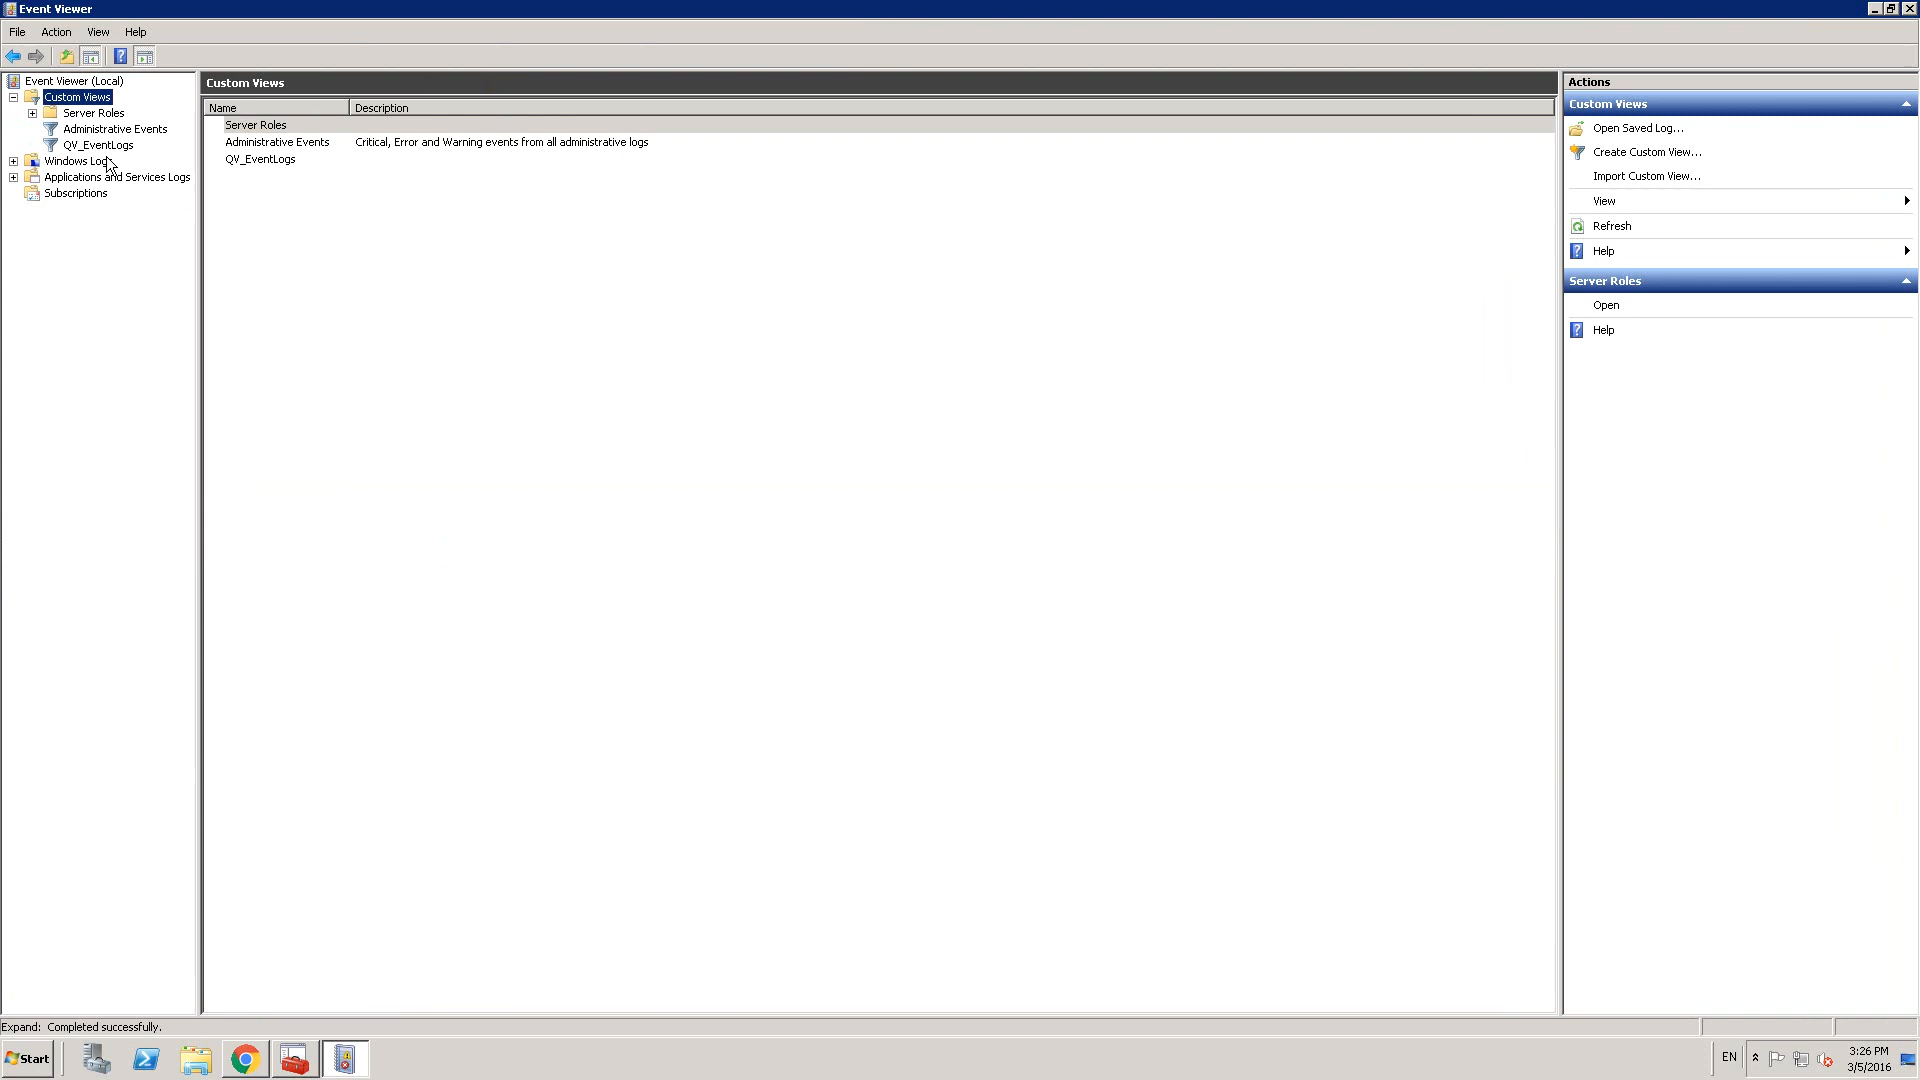 Event Viewer
File Action View Help
Event Viewer (Local)
Custom Views
Server Roles
Administrative Events
QV_EventLogs
Windows Logs
Applications and Services Logs
Subscriptions
Custom Views
Name Description
Server Roles
Administrative Events Critical, Error and Warning events from all administrative logs
QV_EventLogs
Actions
Custom Views
Open Saved Log...
Create Custom View...
Import Custom View...
View
Refresh
Help
Server Roles
Open
Help
Expand: Completed successfully.
Start
EN
3:26 PM
3/5/2016